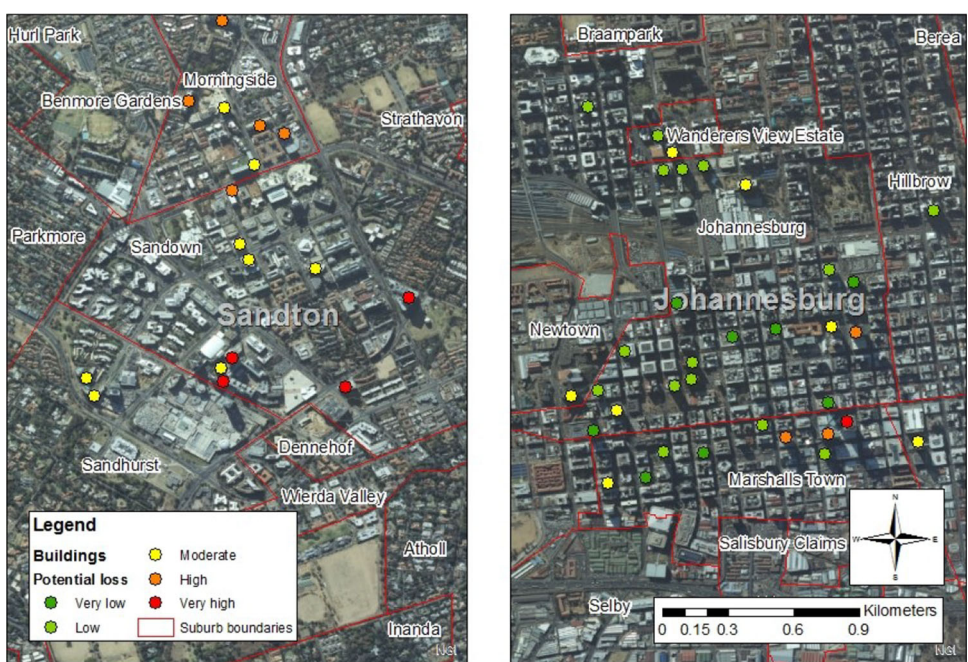 Hurl Park
Morningside
Benmore Gardens
Strathavon
Parkmore
Sandown
Sandton
Sandhurst
Dennehof
Wierda Valley
Atholl
Inanda
Legend
Buildings
Potential loss
Very low
Low
Moderate
High
Very high
Suburb boundaries
Braampark
Berea
Wanderers View Estate
Hillbrow
Johannesburg
Johannesburg
Newtown
Marshalls Town
Salisbury Claims
Selby
N
W
E
S
Kilometers
0 0.15 0.3 0.6 0.9